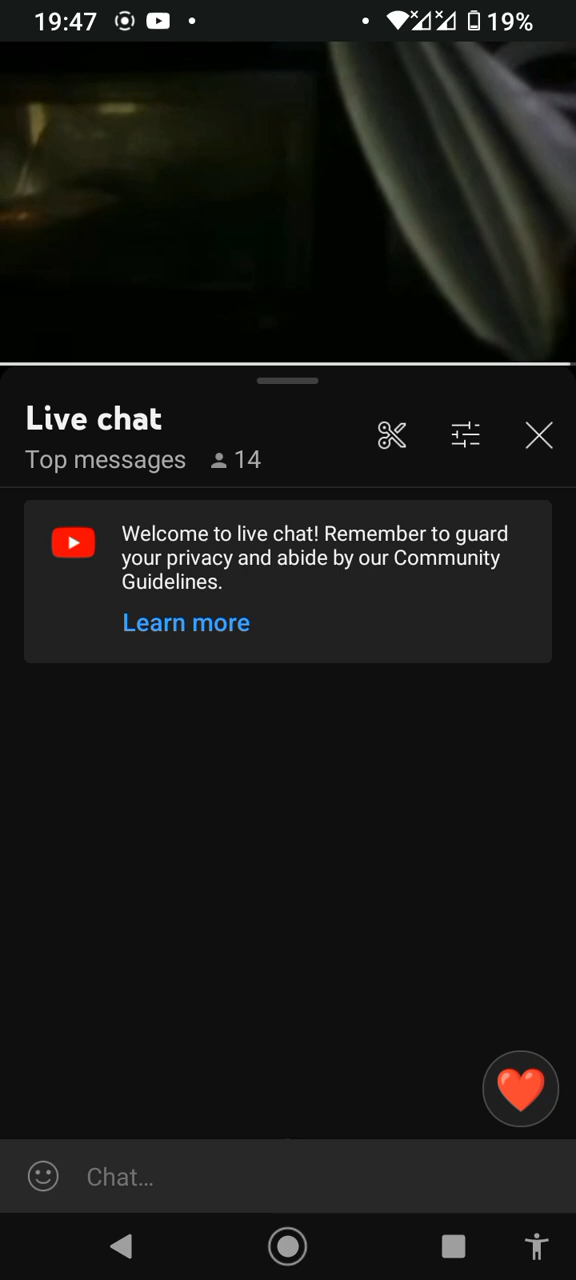 19:47 19%
Live chat
Top messages 14
Welcome to live chat! Remember to guard
your privacy and abide by our Community
Guidelines.
Learn more
Chat...